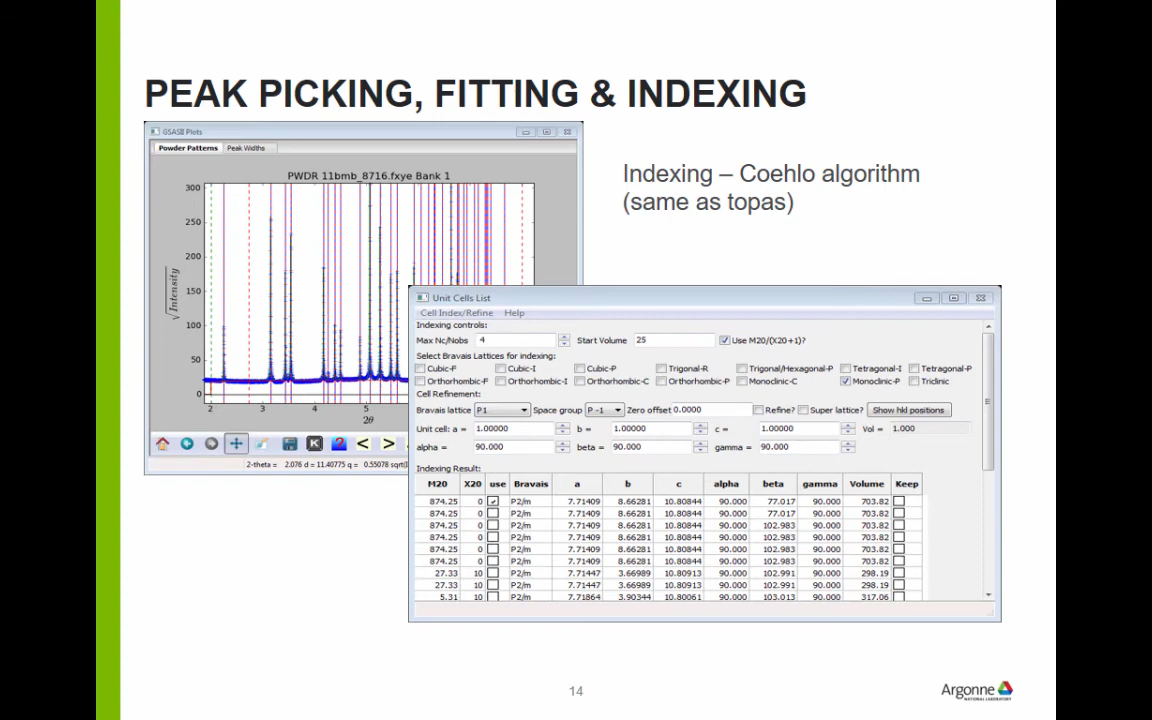 PEAK PICKING, FITTING & INDEXING
GSASII Plots
Powder Patterns Peak Widths
PWDR 11bmb_8716.fxye Bank 1
300
250
200
150
100
50
0
√Intensity
2 3 4 5
2θ
2-theta = 2.076 d = 11.40775 q = 0.55078 sqrt(
Indexing – Coehlo algorithm
(same as topas)
Unit Cells List
Cell Index/Refine Help
Indexing controls:
Max Nc/Nobs 4 Start Volume 25 Use M20/(X20+1)?
Select Bravais Lattices for indexing:
Cubic-F Cubic-I Cubic-P Trigonal-R Trigonal/Hexagonal-P Tetragonal-I Tetragonal-P
Orthorhombic-F Orthorhombic-I Orthorhombic-C Orthorhombic-P Monoclinic-C Monoclinic-P Triclinic
Cell Refinement:
Bravais lattice P1 Space group P -1 Zero offset 0.0000 Refine? Super lattice? Show hkl positions
Unit cell: a = 1.00000 b = 1.00000 c = 1.00000 Vol = 1.000
alpha = 90.000 beta = 90.000 gamma = 90.000
Indexing Result:
M20 X20 use Bravais a b c alpha beta gamma Volume Keep
874.25 0 P2/m 7.71409 8.66281 10.80844 90.000 77.017 90.000 703.82
874.25 0 P2/m 7.71409 8.66281 10.80844 90.000 77.017 90.000 703.82
874.25 0 P2/m 7.71409 8.66281 10.80844 90.000 102.983 90.000 703.82
874.25 0 P2/m 7.71409 8.66281 10.80844 90.000 102.983 90.000 703.82
874.25 0 P2/m 7.71409 8.66281 10.80844 90.000 102.983 90.000 703.82
874.25 0 P2/m 7.71409 8.66281 10.80844 90.000 102.983 90.000 703.82
27.33 10 P2/m 7.71447 3.66989 10.80913 90.000 102.991 90.000 298.19
27.33 10 P2/m 7.71447 3.66989 10.80913 90.000 102.991 90.000 298.19
5.31 10 P2/m 7.71864 3.90344 10.80061 90.000 103.013 90.000 317.06
14
Argonne
NATIONAL LABORATORY